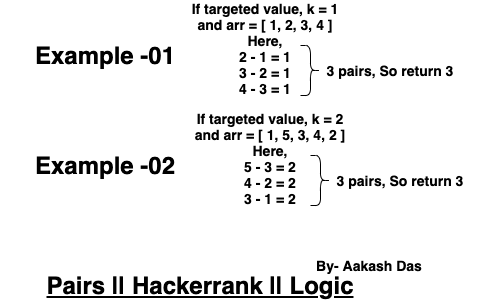 If targeted value, k = 1
and arr = [ 1, 2, 3, 4 ]
Here,
Example -01
2 - 1 = 1
3 - 2 = 1
4 - 3 = 1
3 pairs, So return 3
If targeted value, k = 2
and arr = [ 1, 5, 3, 4, 2 ]
Here,
Example -02
5 - 3 = 2
4 - 2 = 2
3 - 1 = 2
3 pairs, So return 3
By- Aakash Das
Pairs || Hackerrank || Logic